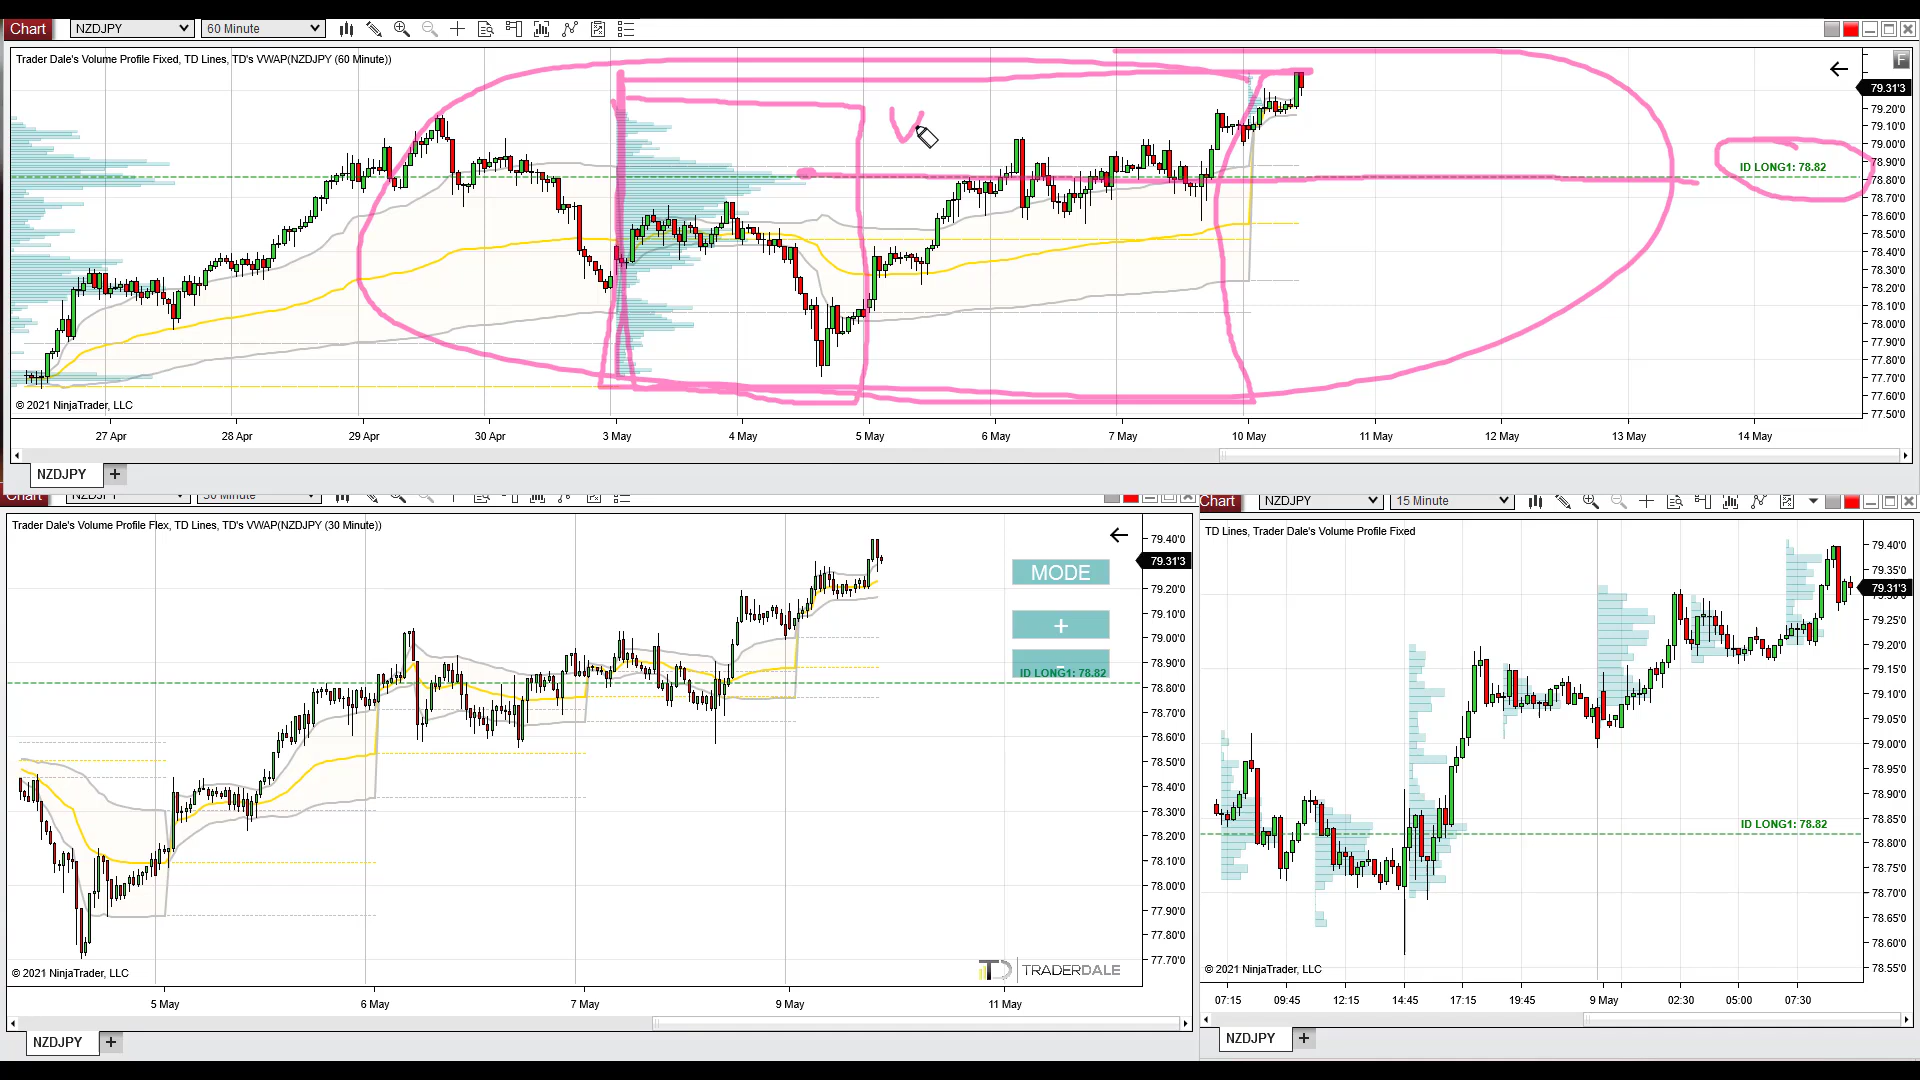 Chart NZDJPY 60 Minute
Trader Dale's Volume Profile Fixed, TD Lines, TD's VWAP(NZDJPY (60 Minute))
F
79.31'3
79.20'0
79.10'0
79.00'0
78.90'0
78.80'0
78.70'0
78.60'0
78.50'0
78.40'0
78.30'0
78.20'0
78.10'0
78.00'0
77.90'0
77.80'0
77.70'0
77.60'0
77.50'0
V
ID LONG1: 78.82
© 2021 NinjaTrader, LLC
27 Apr 28 Apr 29 Apr 30 Apr 3 May 4 May 5 May 6 May 7 May 10 May 11 May 12 May 13 May 14 May
NZDJPY +
Chart NZDJPY 30 Minute
Trader Dale's Volume Profile Flex, TD Lines, TD's VWAP(NZDJPY (30 Minute))
79.40'0
79.31'3
79.20'0
79.10'0
79.00'0
78.90'0
78.80'0
78.70'0
78.60'0
78.50'0
78.40'0
78.30'0
78.20'0
78.10'0
78.00'0
77.90'0
77.80'0
77.70'0
MODE
+
-
ID LONG1: 78.82
© 2021 NinjaTrader, LLC
TD TRADERDALE
5 May 6 May 7 May 9 May 11 May
NZDJPY +
Chart NZDJPY 15 Minute
TD Lines, Trader Dale's Volume Profile Fixed
79.40'0
79.35'0
79.31'3
79.25'0
79.20'0
79.15'0
79.10'0
79.05'0
79.00'0
78.95'0
78.90'0
78.85'0
78.80'0
78.75'0
78.70'0
78.65'0
78.60'0
78.55'0
ID LONG1: 78.82
© 2021 NinjaTrader, LLC
07:15 09:45 12:15 14:45 17:15 19:45 9 May 02:30 05:00 07:30
NZDJPY +